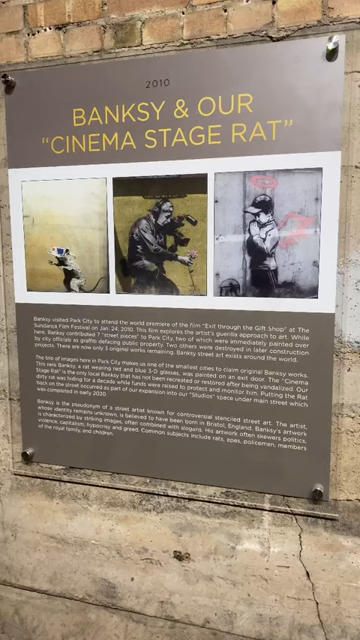 2010
BANKSY & OUR
"CINEMA STAGE RAT"
Banksy visited Park City to attend the world premiere of the film "Exit through the Gift Shop" at The
Sundance Film Festival on Jan. 24, 2010. This film explores the artist's guerilla approach to art. While
here, Banksy contributed 7 "street pieces" to Park City, two of which were immediately painted over
by city officials as graffiti defacing public property. Two others were destroyed in later construction
projects. There are now only 3 original works remaining. Banksy street art exists around the world.
The trio of images here in Park City makes us one of the smallest cities to claim original Banksy works.
This rare Banksy, a rat wearing red and blue 3-D glasses, was painted on an exit door. The "Cinema
Stage Rat" is the only local Banksy that has not been recreated or restored after being vandalized. Our
dirty rat was hiding for a decade while funds were raised to protect and monitor him. Putting the Rat
back on the street occurred as part of our expansion into our "Studios" space under main street which
was completed in early 2020.
Banksy is the pseudonym of a street artist known for controversial stenciled street art. The artist,
whose identity remains unknown, is believed to have been born in Bristol, England. Banksy's artwork
is characterized by striking images, often combined with slogans. His artwork often skewers politics,
violence, capitalism, hypocrisy and greed. Common subjects include rats, apes, policemen, members
of the royal family, and children.